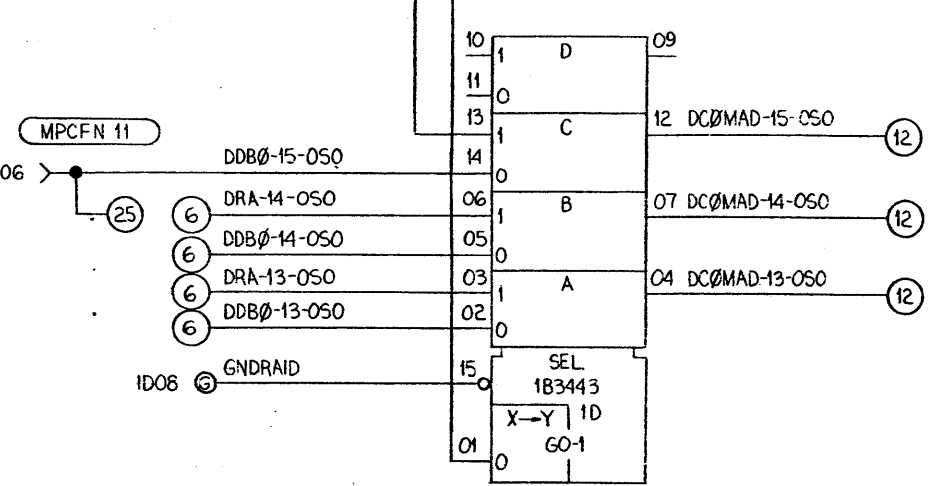 10 1 D 09
11 0
MPCFN 11
13 1 C 12 DCØMAD-15-0S0 12
06 DDBØ-15-0S0 14 0
25
6 DRA-14-0S0 06 1 B 07 DCØMAD-14-0S0 12
6 DDBØ-14-0S0 05 0
6 DRA-13-0S0 03 1 A 04 DCØMAD-13-0S0 12
6 DDBØ-13-0S0 02 0
SEL.
1D08 G GNDRAID 15
1B3443
X→Y 1D
G0-1
01 0